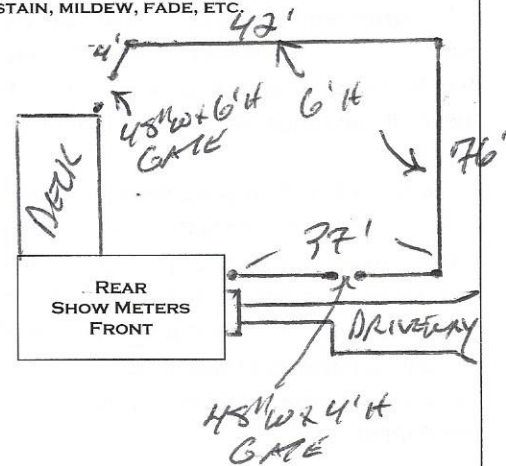 STAIN, MILDEW, FADE, ETC.
42'
4'
48"W x 6'H
GATE
6'H
76'
DECK
37'
REAR
SHOW METERS
FRONT
DRIVEWAY
48"W x 4'H
GATE